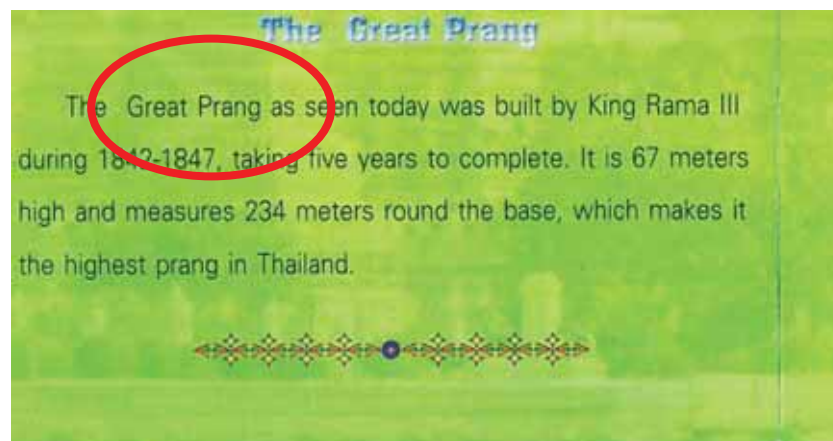 The Great Prang
The Great Prang as seen today was built by King Rama III
during 1842-1847, taking five years to complete. It is 67 meters
high and measures 234 meters round the base, which makes it
the highest prang in Thailand.